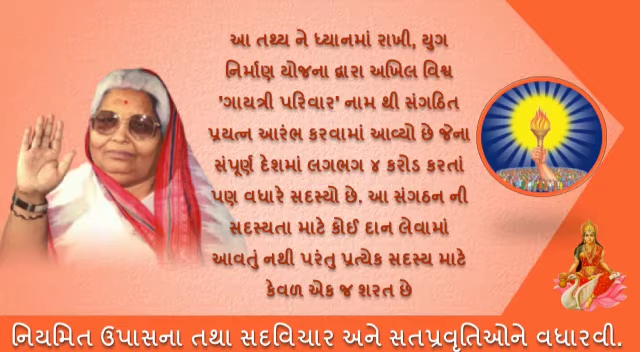 આ તથ્ય ને ધ્યાનમાં રાખી, યુગ
નિર્માણ યોજના દ્વારા અખિલ વિશ્વ
'ગાયત્રી પરિવાર' નામ થી સંગઠિત
પ્રયત્ન આરંભ કરવામાં આવ્યો છે જેના
સંપૂર્ણ દેશમાં લગભગ ૪ કરોડ કરતાં
પણ વધારે સદસ્યો છે. આ સંગઠન ની
સદસ્યતા માટે કોઈ દાન લેવામાં
આવતું નથી પરંતુ પ્રત્યેક સદસ્ય માટે
કેવળ એક જ શરત છે
નિયમિત ઉપાસના તથા સદવિચાર અને સતપ્રવૃતિઓને વધારવી.